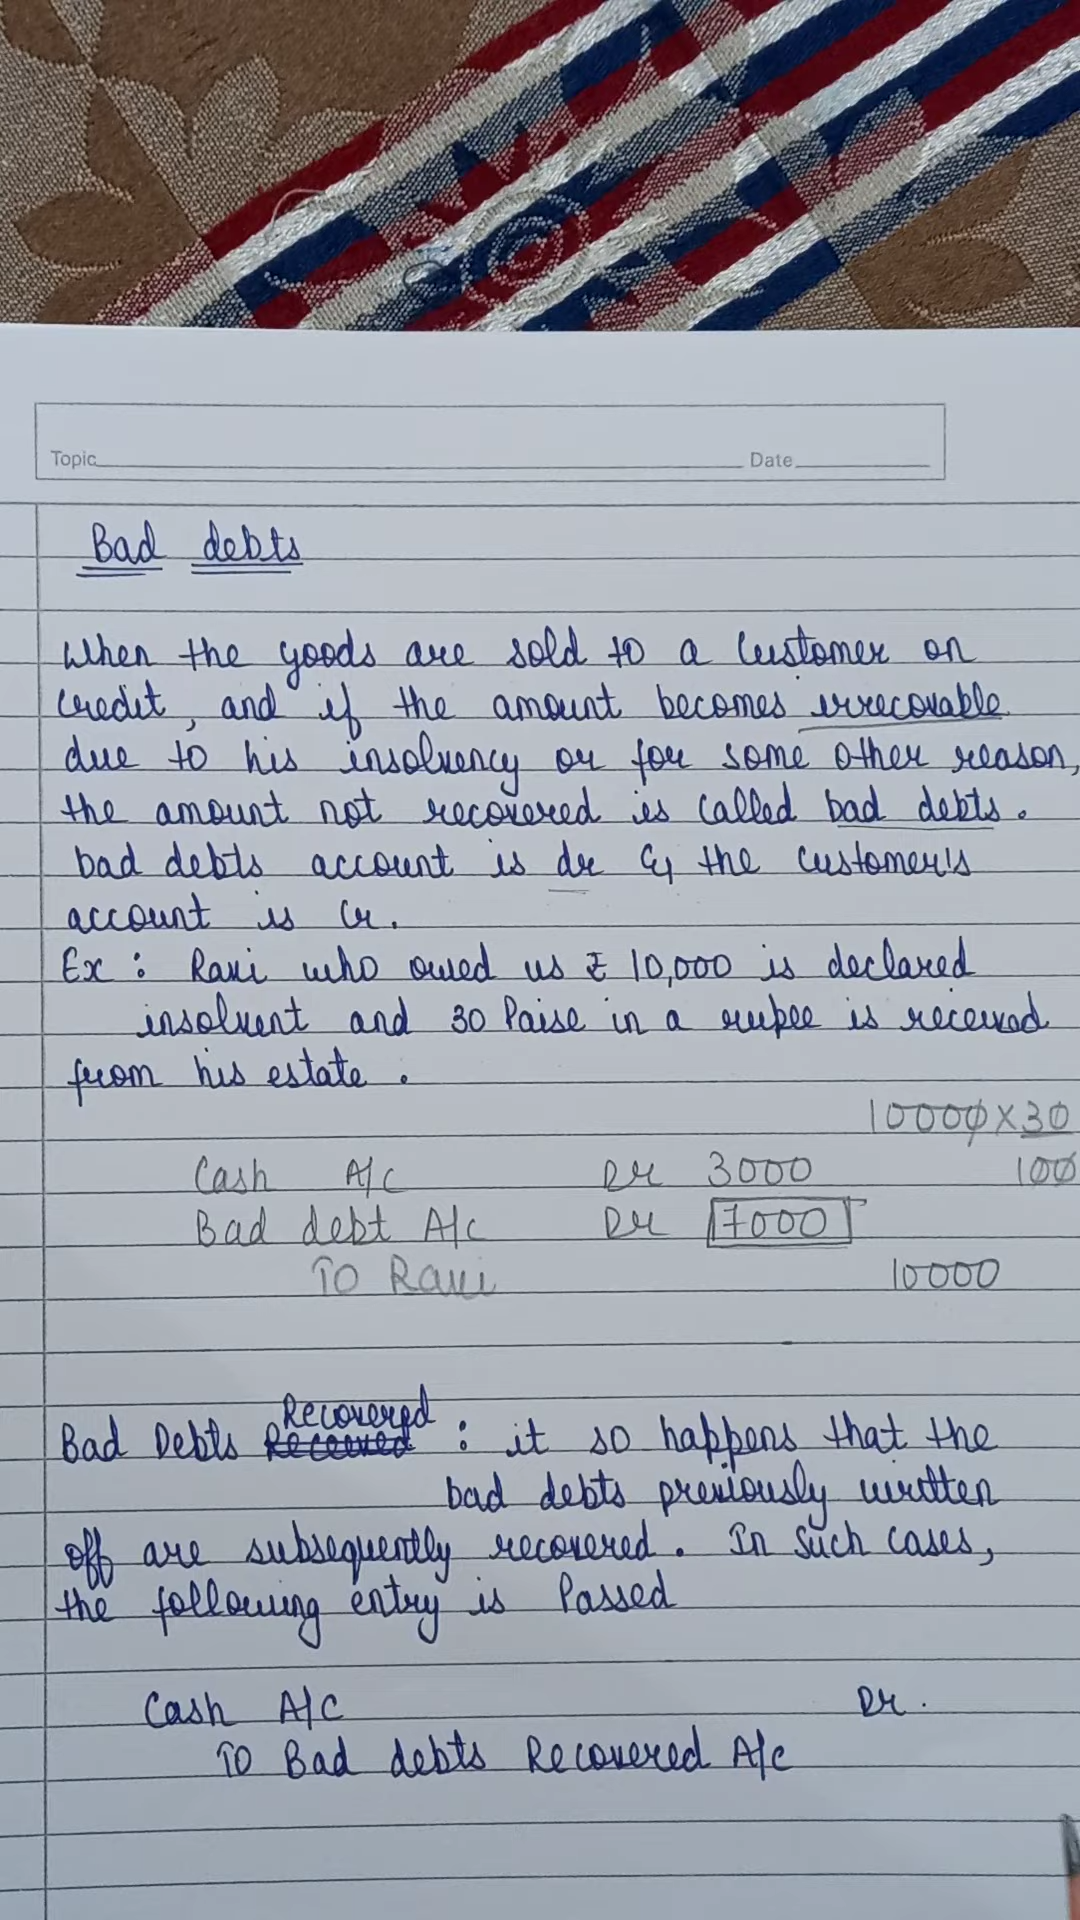 Topic Date
Bad debts
When the goods are sold to a Customer on
credit, and if the amount becomes irrecovable
due to his insolvency or for some other reason,
the amount not recovered is called bad debts.
bad debts account is dr & the customer's
account is Cr.
Ex : Ravi who owed us ₹ 10,000 is declared
insolvent and 30 Paise in a rupee is received
from his estate.
10000 × 30
100
Cash A/c Dr 3000
Bad debt A/c Dr 7000
To Ravi 10000
Recovered
Bad Debts Received : it so happens that the
bad debts previously written
off are subsequently recovered. In Such cases,
the following entry is Passed
Cash A/C Dr.
To Bad debts Recovered A/c